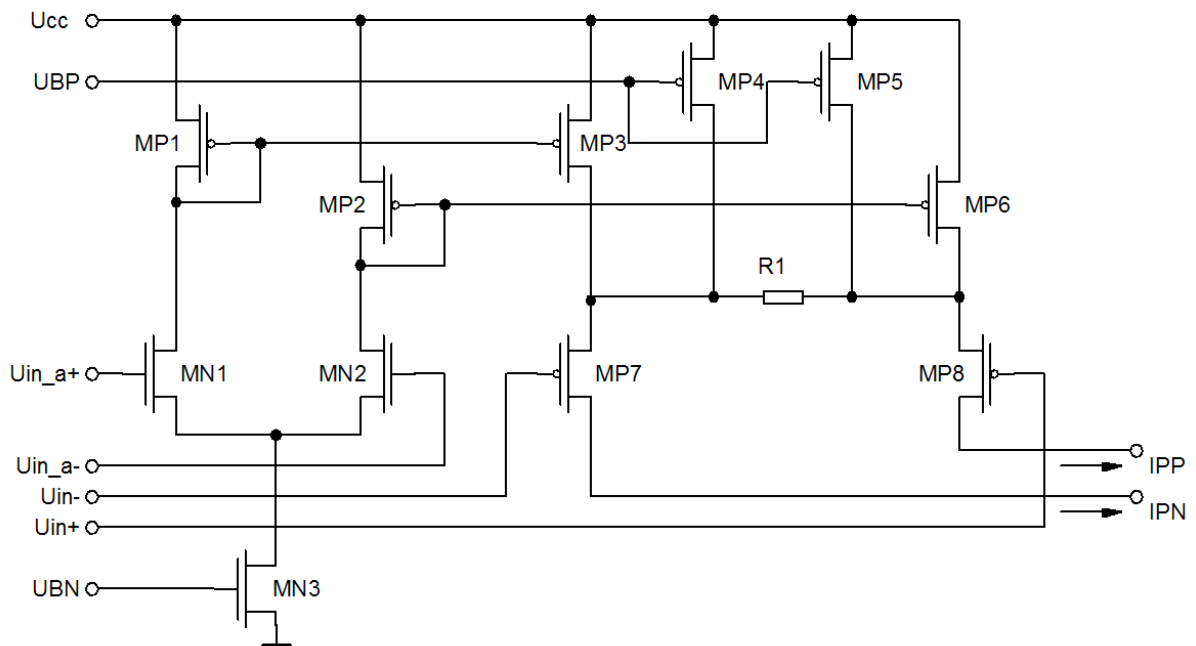 Ucc
UBP
MP4
MP5
MP1
MP3
MP2
MP6
R1
Uin_a+
MN1
MN2
MP7
MP8
Uin_a-
IPP
Uin-
IPN
Uin+
UBN
MN3